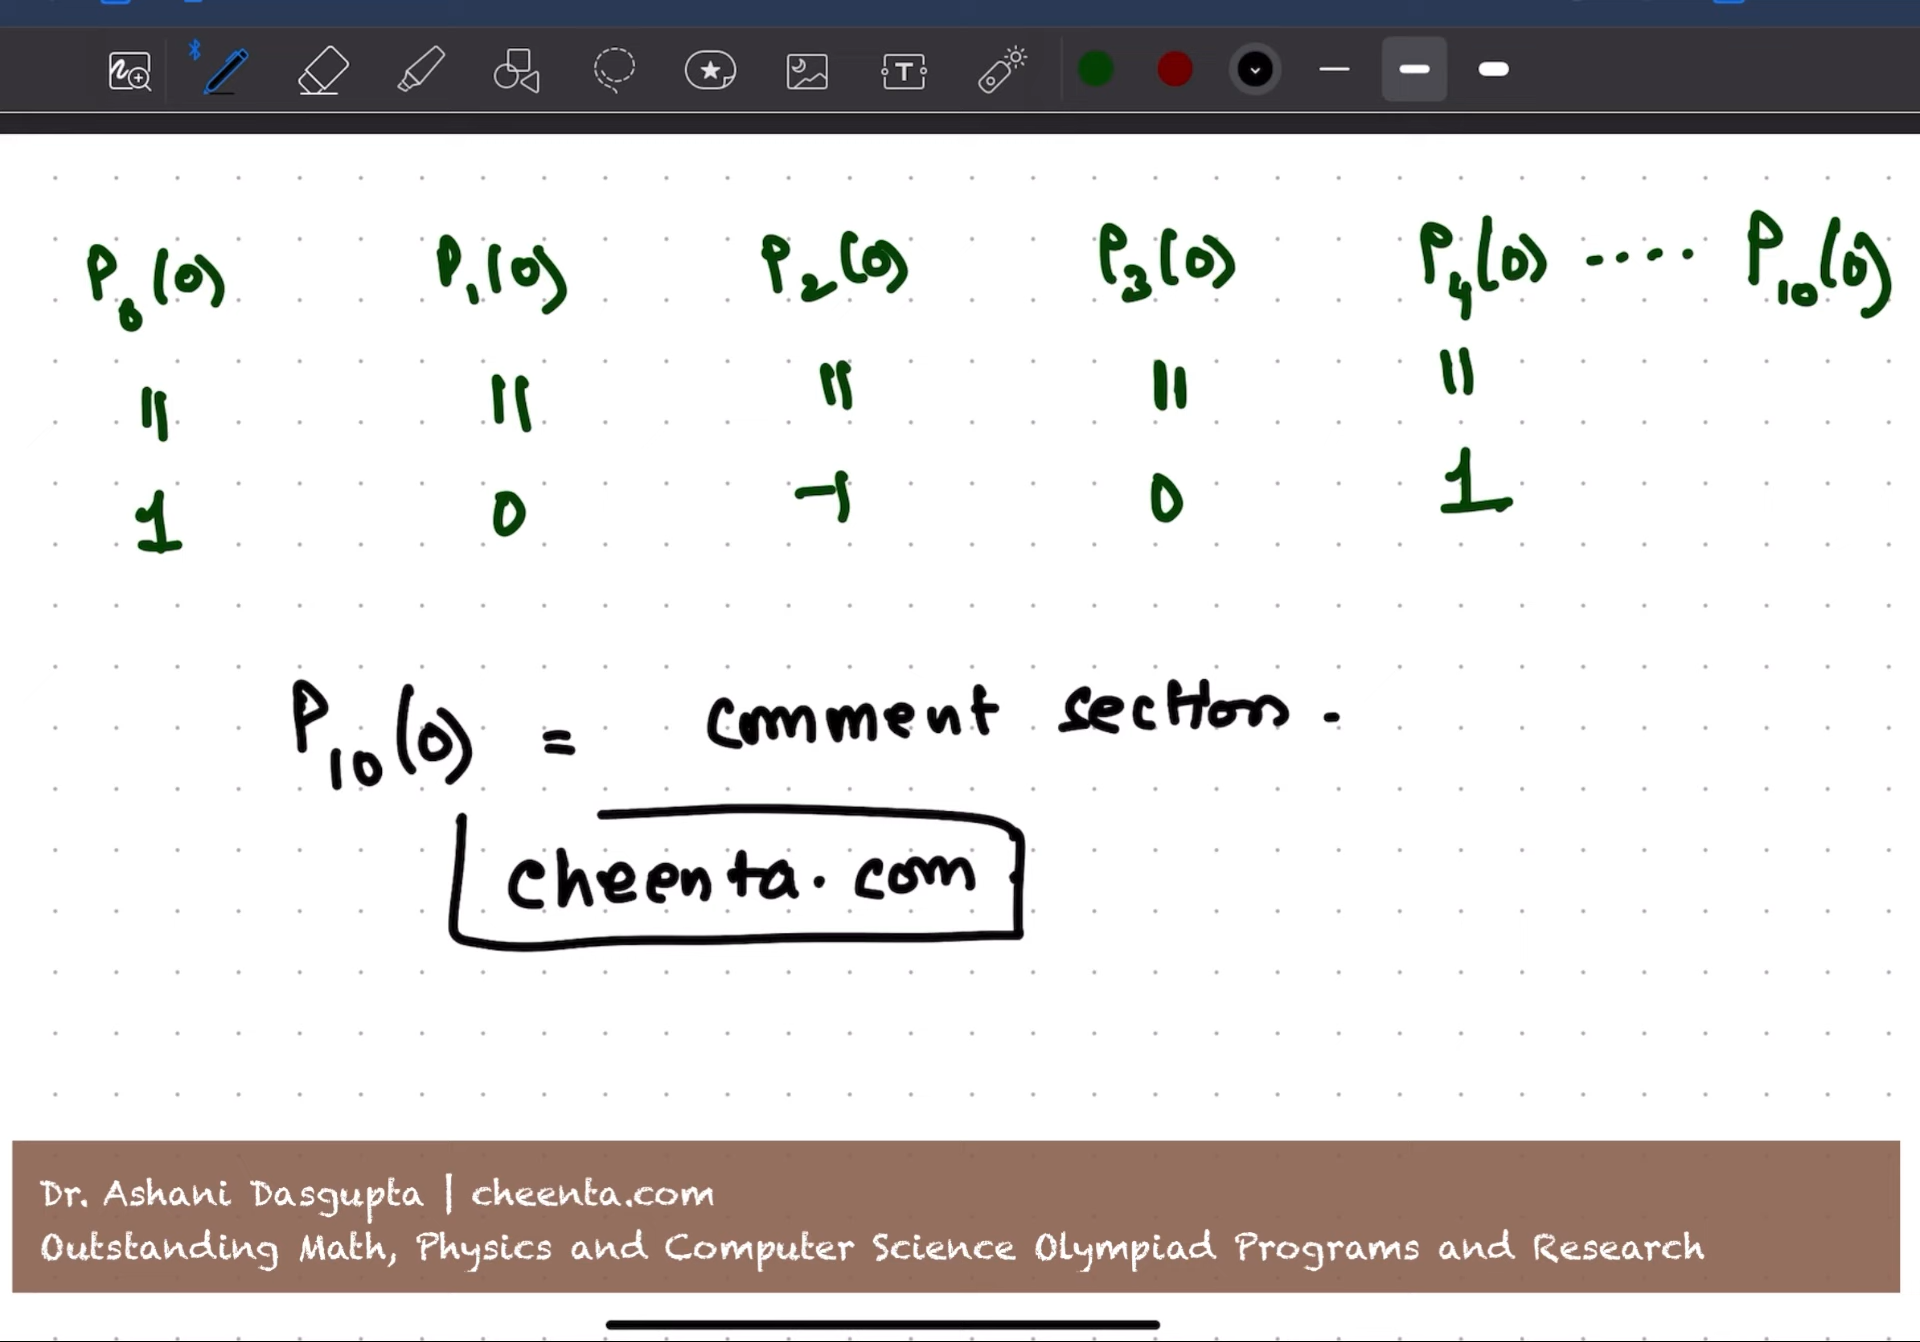 P₀(0) P₁(0) P₂(0) P₃(0) P₄(0) ···· P₁₀(0)
|| || || || ||
1 0 -1 0 1
P₁₀(0) = comment section.
cheenta.com
Dr. Ashani Dasgupta | cheenta.com
Outstanding Math, Physics and Computer Science Olympiad Programs and Research